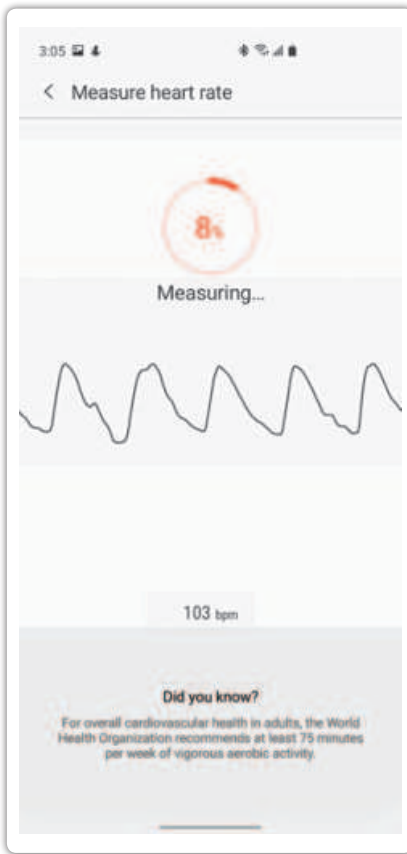 3:05
Measure heart rate
8%
Measuring...
103 bpm
Did you know?
For overall cardiovascular health in adults, the World
Health Organization recommends at least 75 minutes
per week of vigorous aerobic activity.